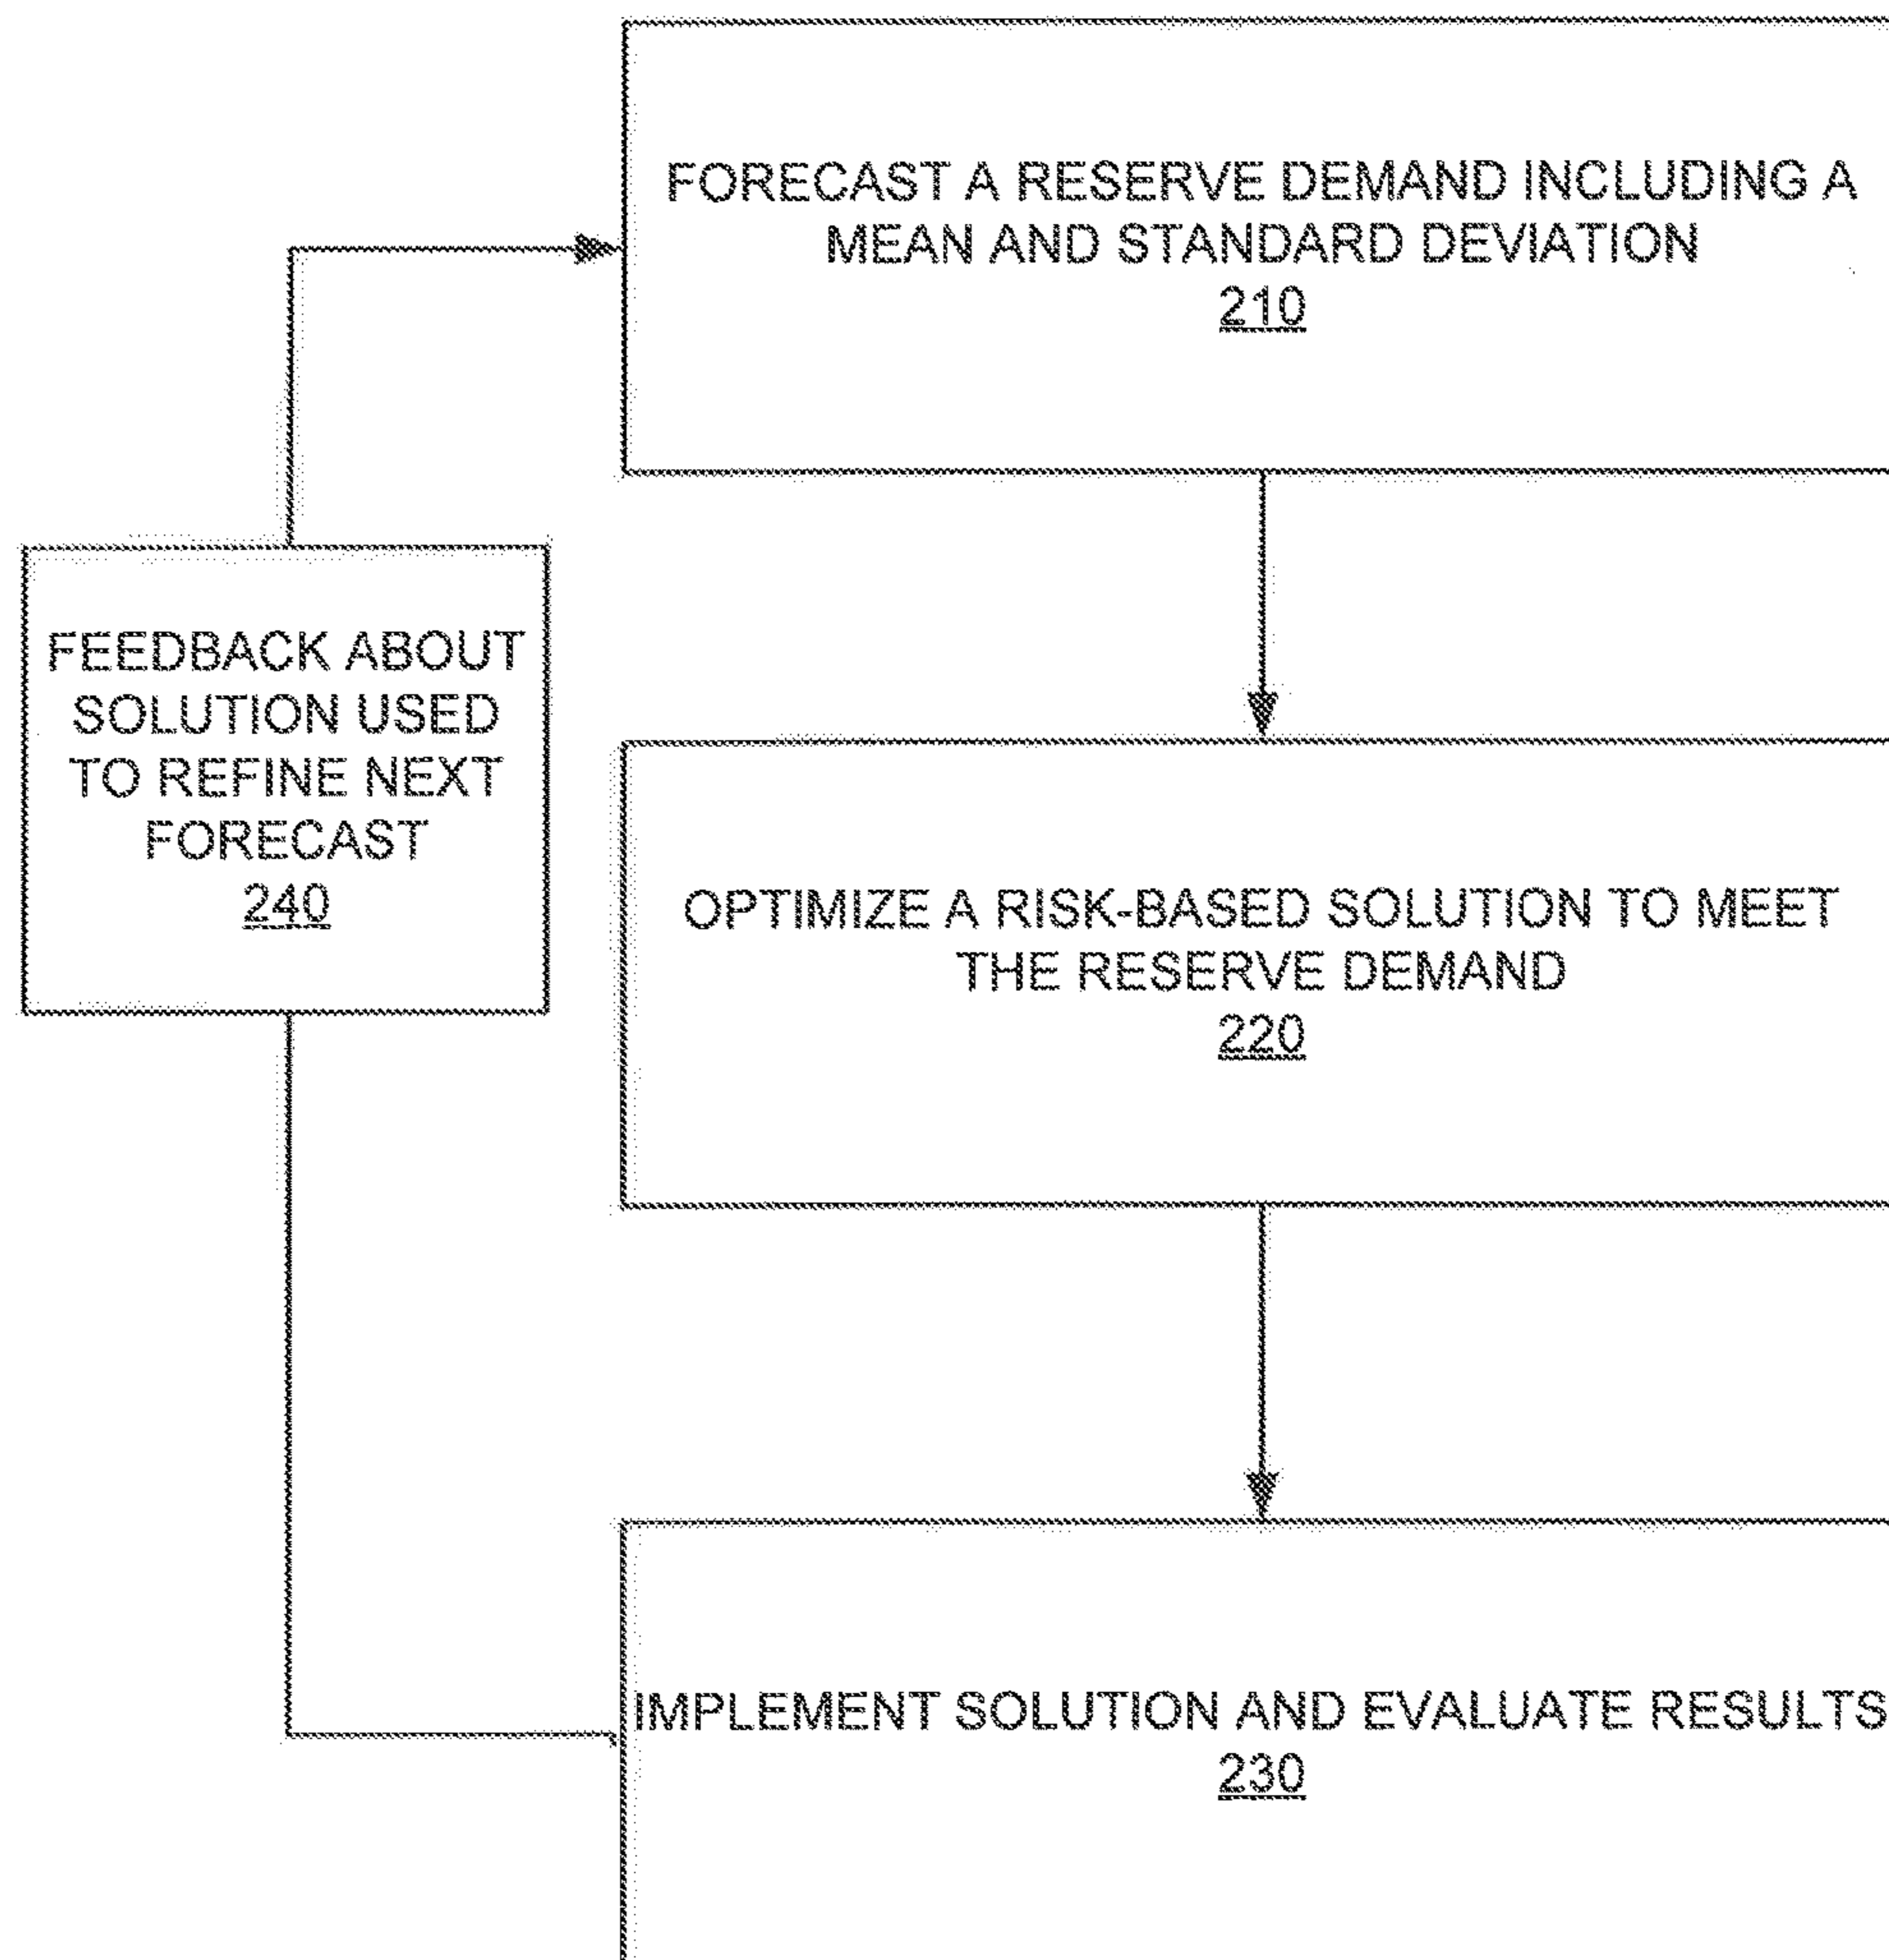 FORECAST A RESERVE DEMAND INCLUDING A
MEAN AND STANDARD DEVIATION
210
FEEDBACK ABOUT
SOLUTION USED
TO REFINE NEXT
FORECAST
240
OPTIMIZE A RISK-BASED SOLUTION TO MEET
THE RESERVE DEMAND
220
IMPLEMENT SOLUTION AND EVALUATE RESULTS
230